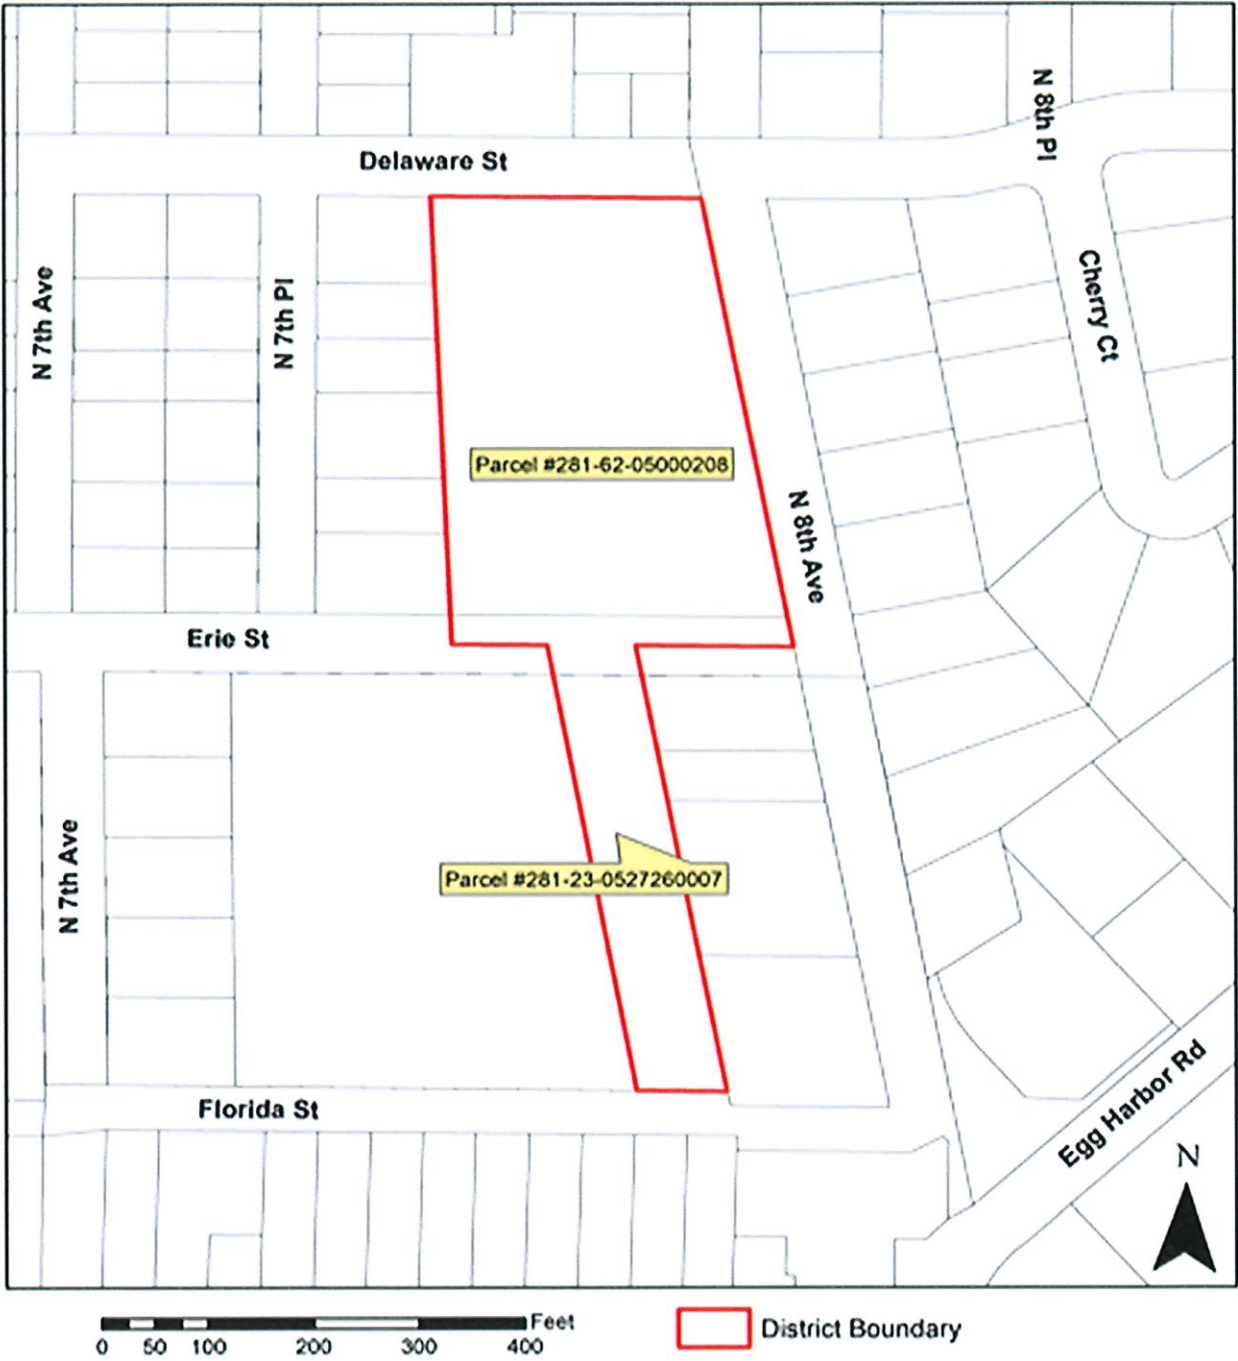 N 8th Pl
Delaware St
N 7th Ave
N 7th Pl
Cherry Ct
Parcel #281-62-05000208
N 8th Ave
Erie St
N 7th Ave
Parcel #281-23-0527260007
Florida St
Egg Harbor Rd
N
Feet
0 50 100 200 300 400
District Boundary